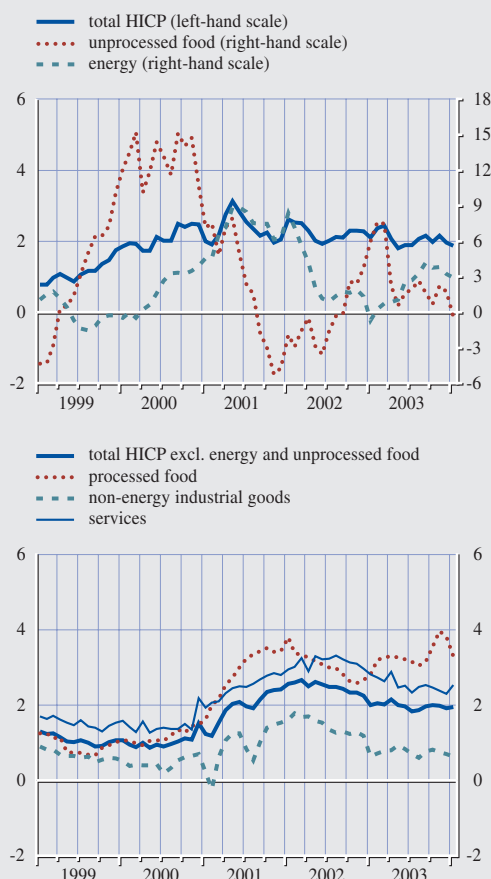 total HICP (left-hand scale)
unprocessed food (right-hand scale)
energy (right-hand scale)
6 18
15
4 12
9
2 6
3
0 0
-3
-2 -6
1999 2000 2001 2002 2003
total HICP excl. energy and unprocessed food
processed food
non-energy industrial goods
services
6 6
4 4
2 2
0 0
-2 -2
1999 2000 2001 2002 2003